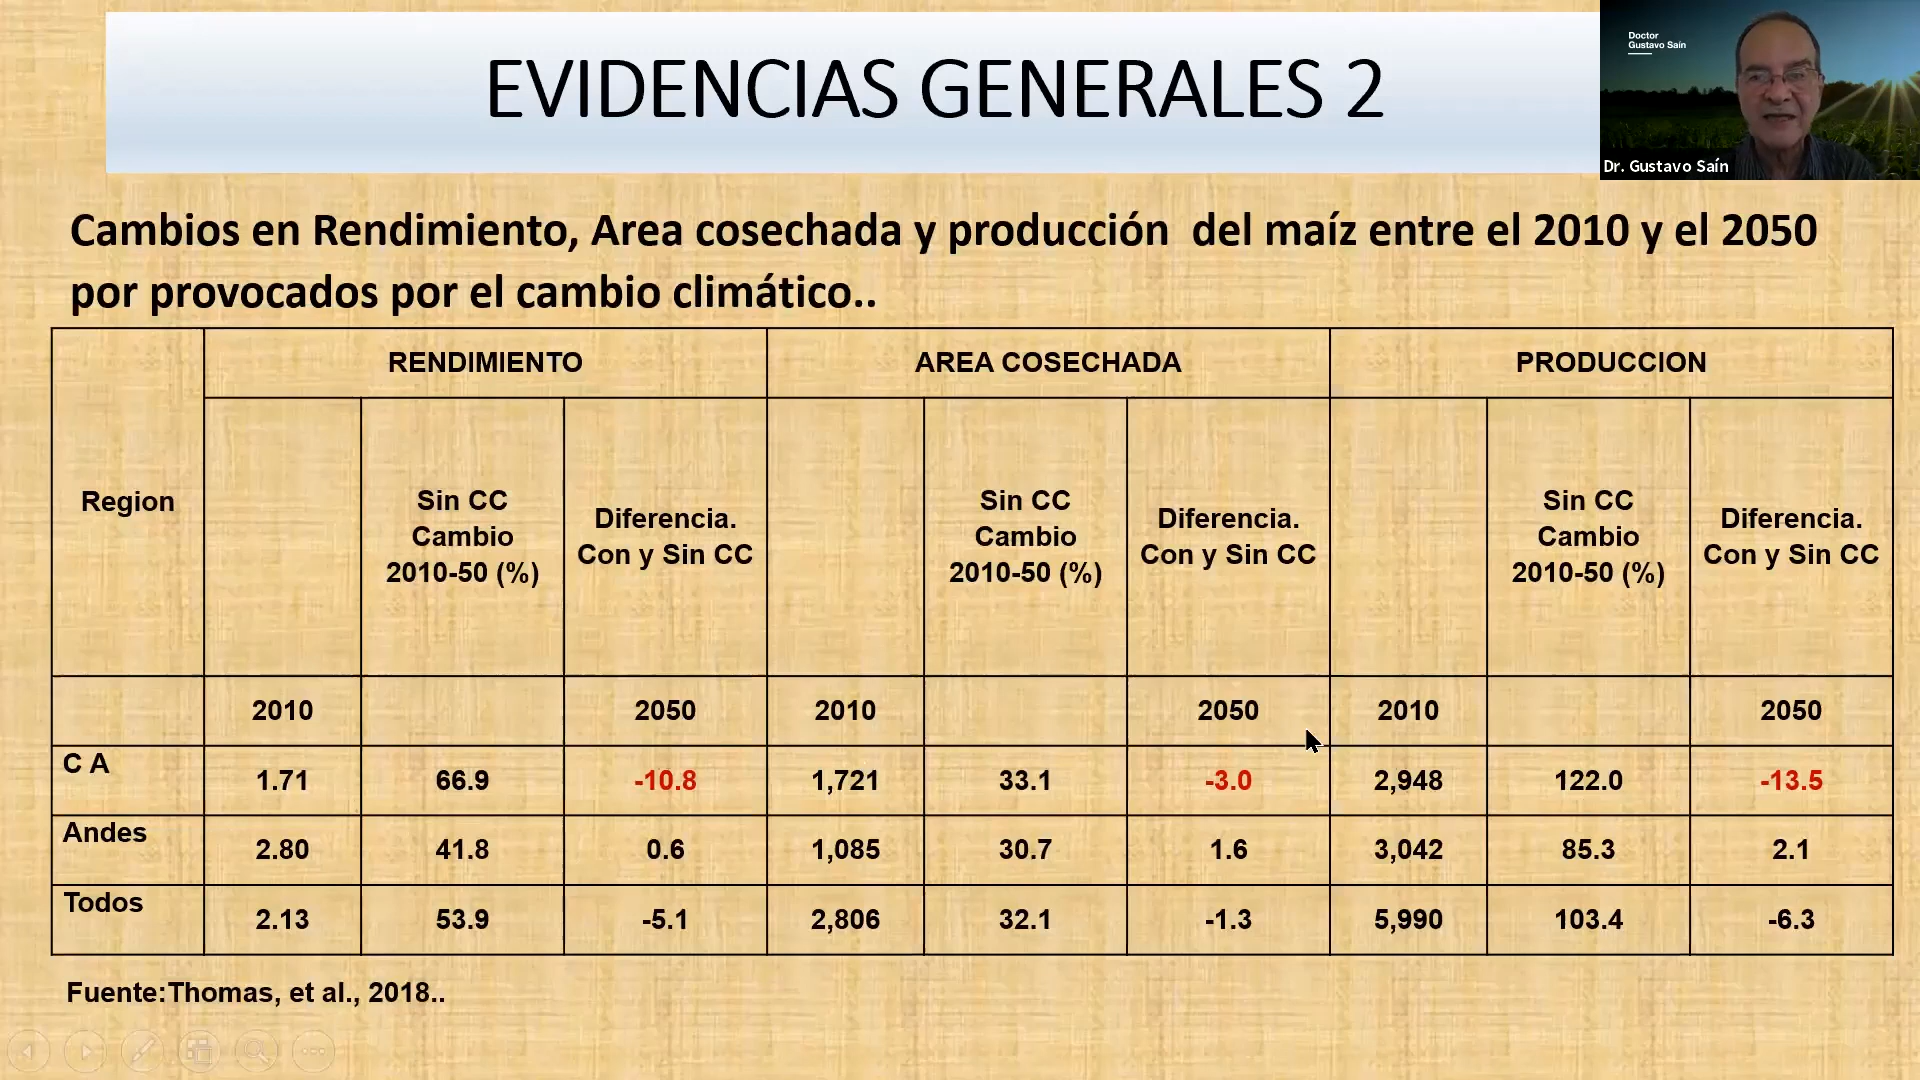 EVIDENCIAS GENERALES 2
Doctor
Gustavo Saín
Dr. Gustavo Saín
Cambios en Rendimiento, Area cosechada y producción del maíz entre el 2010 y el 2050
por provocados por el cambio climático..
RENDIMIENTO AREA COSECHADA PRODUCCION
Region
Sin CC
Cambio
2010-50 (%)
Diferencia.
Con y Sin CC
Sin CC
Cambio
2010-50 (%)
Diferencia.
Con y Sin CC
Sin CC
Cambio
2010-50 (%)
Diferencia.
Con y Sin CC
2010 2050 2010 2050 2010 2050
C A 1.71 66.9 -10.8 1,721 33.1 -3.0 2,948 122.0 -13.5
Andes 2.80 41.8 0.6 1,085 30.7 1.6 3,042 85.3 2.1
Todos 2.13 53.9 -5.1 2,806 32.1 -1.3 5,990 103.4 -6.3
Fuente:Thomas, et al., 2018..